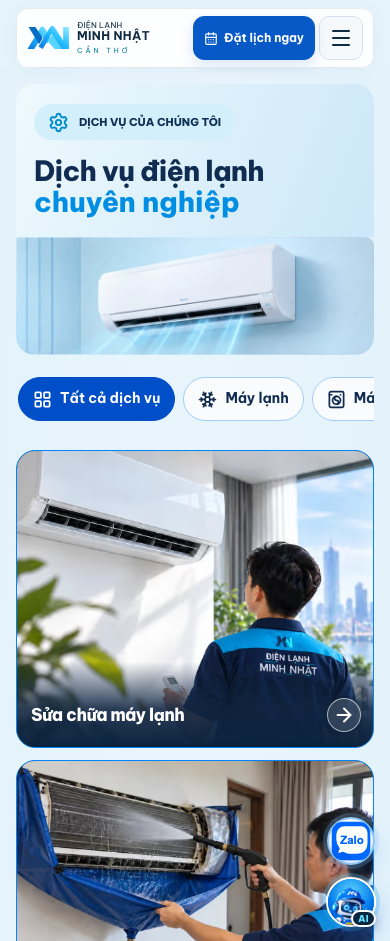 ĐIỆN LẠNH
MINH NHẬT
CẦN THƠ
Đặt lịch ngay
DỊCH VỤ CỦA CHÚNG TÔI
Dịch vụ điện lạnh
chuyên nghiệp
Tất cả dịch vụ
Máy lạnh
Má
ĐIỆN LẠNH
MINH NHẬT
Sửa chữa máy lạnh
Zalo
AI